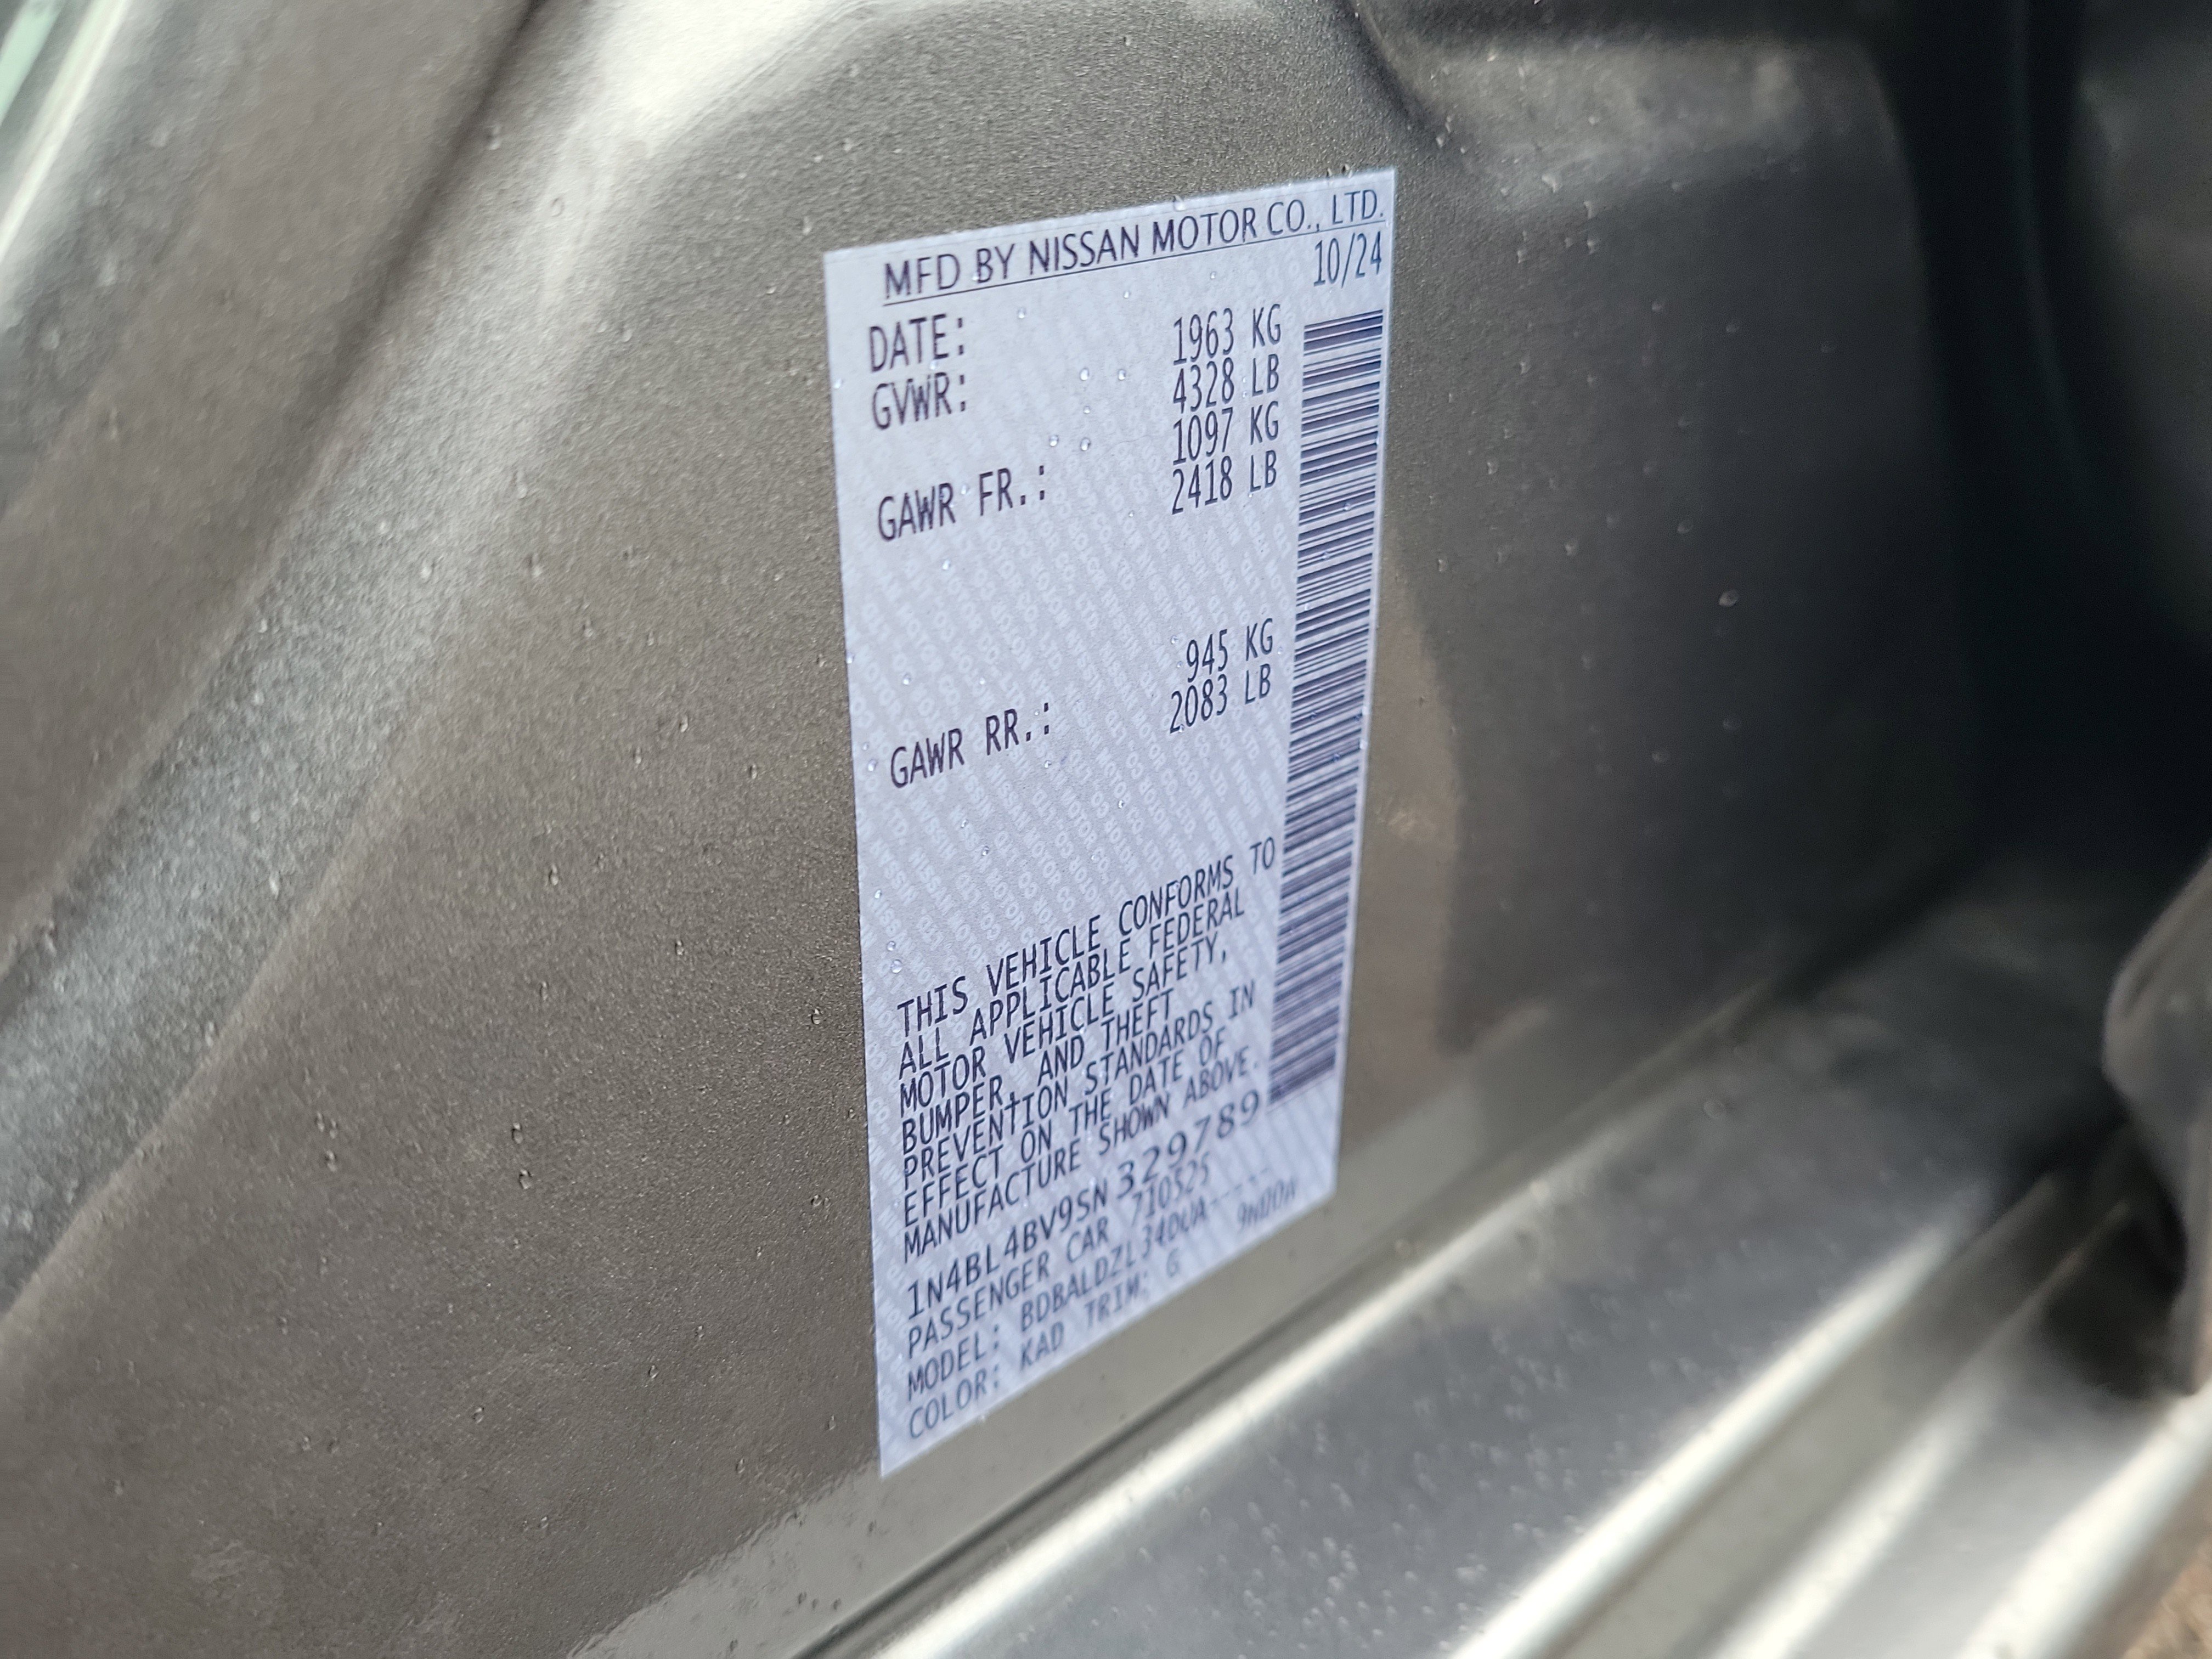 MFD BY NISSAN MOTOR CO., LTD.
DATE: 10/24
GVWR: 1963 KG
4328 LB
GAWR FR.: 1097 KG
2418 LB
GAWR RR.: 945 KG
2083 LB
THIS VEHICLE CONFORMS TO
ALL APPLICABLE FEDERAL
MOTOR VEHICLE SAFETY,
BUMPER, AND THEFT
PREVENTION STANDARDS IN
EFFECT ON THE DATE OF
MANUFACTURE SHOWN ABOVE.
1N4BL4BV9SN329789
PASSENGER CAR 710525
MODEL:
COLOR: KAD TRIM: G